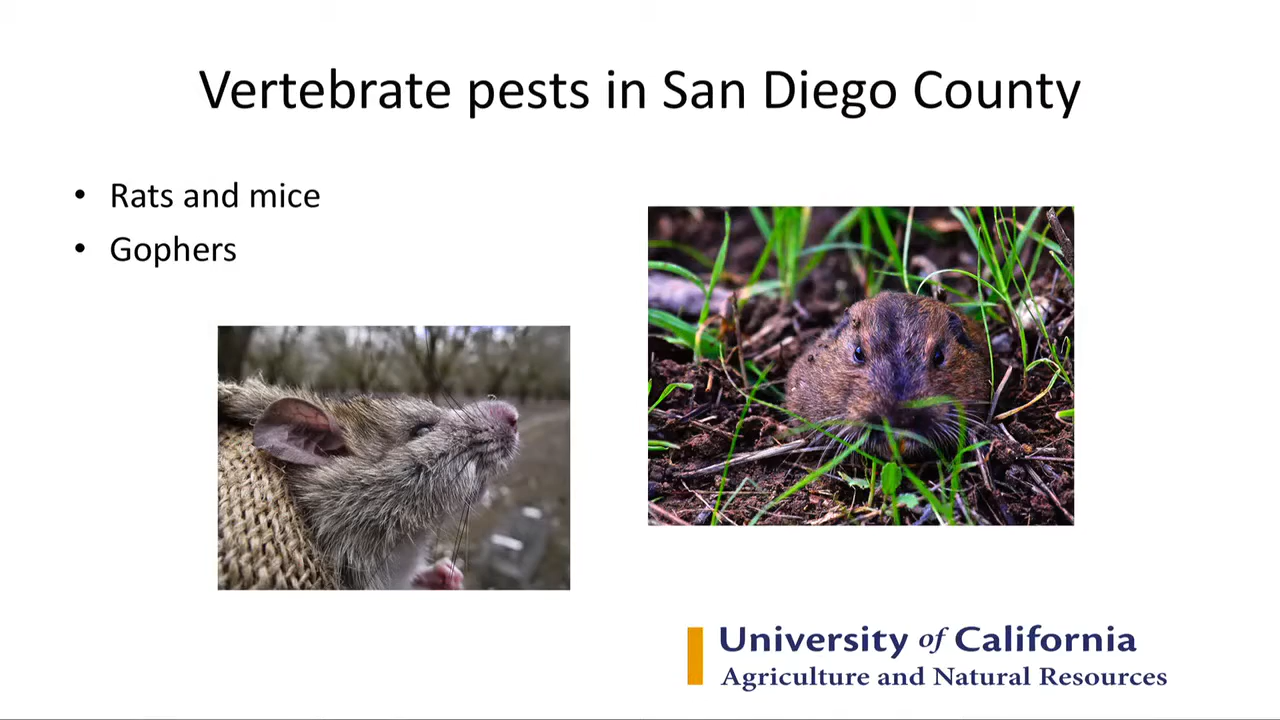 Vertebrate pests in San Diego County
• Rats and mice
• Gophers
University of California
Agriculture and Natural Resources